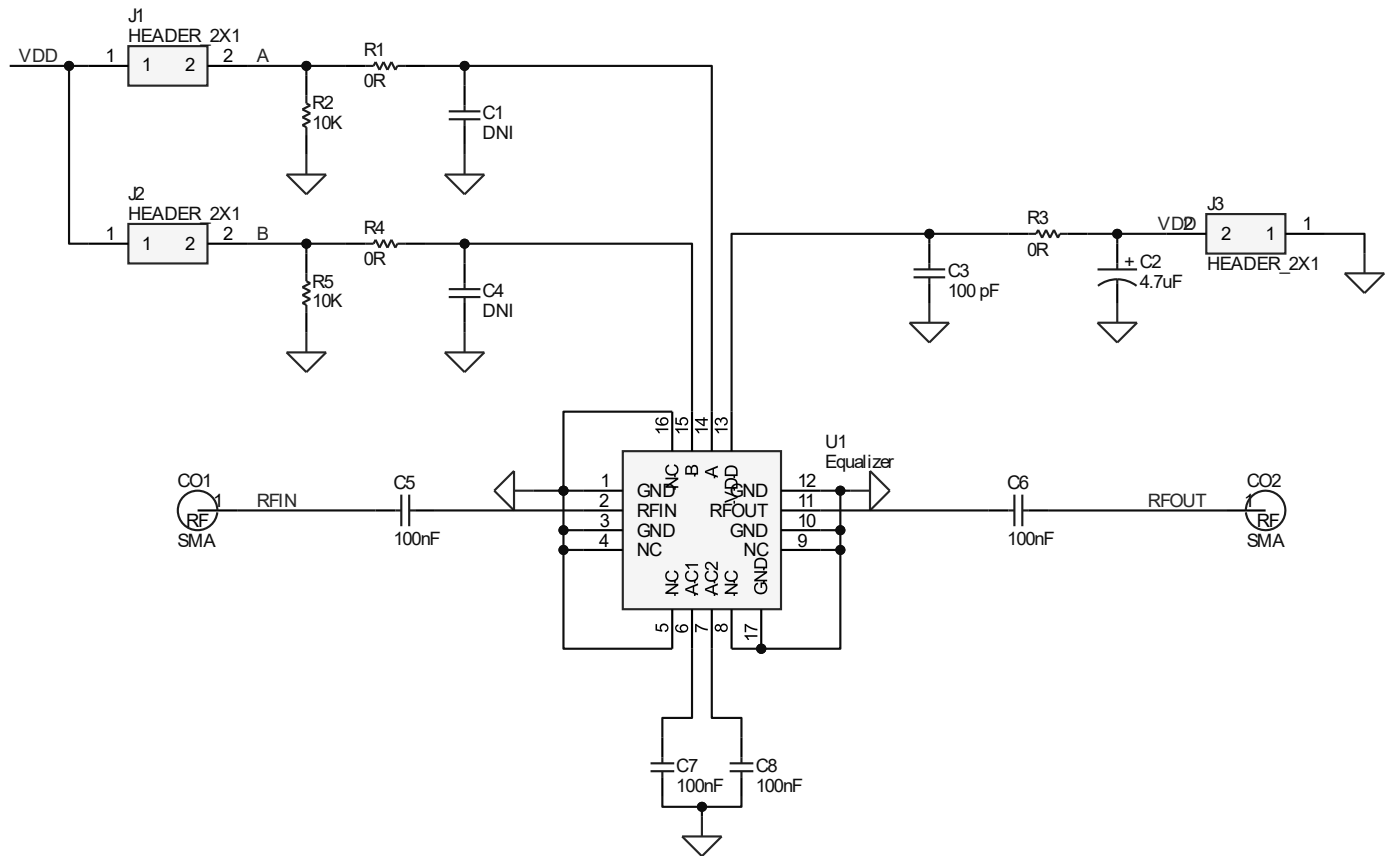 J1
HEADER_2X1
VDD
1
1
2
2
A
R1
0R
R2
10K
C1
DNI
J2
HEADER_2X1
1
1
2
2
B
R4
0R
R5
10K
C4
DNI
J3
R3
0R
VDD
2
2
1
1
HEADER_2X1
C3
100 pF
+
C2
4.7uF
16
15
14
13
NC
B
A
VDD
U1
Equalizer
CO1
1
RF
SMA
RFIN
C5
100nF
1
GND
2
RFIN
3
GND
4
NC
GND
12
RFOUT
11
GND
10
NC
9
NC
AC1
AC2
NC
GND
5
6
7
8
17
C6
100nF
RFOUT
CO2
1
RF
SMA
C7
100nF
C8
100nF